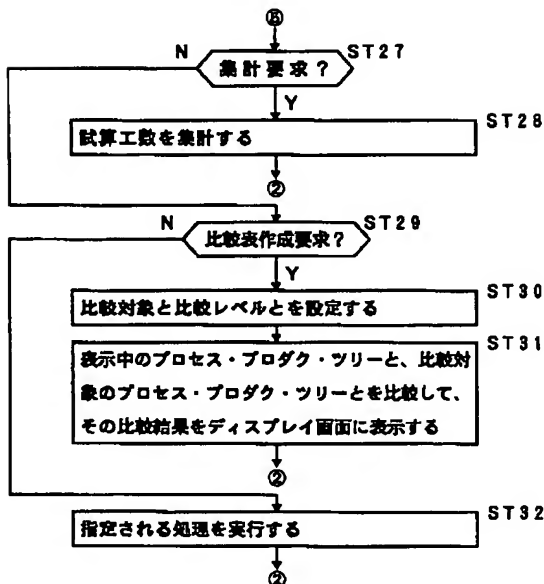 ⑤
N
集計要求？
ST27
Y
ST28
試算工数を集計する
②
N
比較表作成要求？
ST29
Y
ST30
比較対象と比較レベルとを設定する
ST31
表示中のプロセス・プロダク・ツリーと、比較対
象のプロセス・プロダク・ツリーとを比較して、
その比較結果をディスプレイ画面に表示する
②
ST32
指定される処理を実行する
②